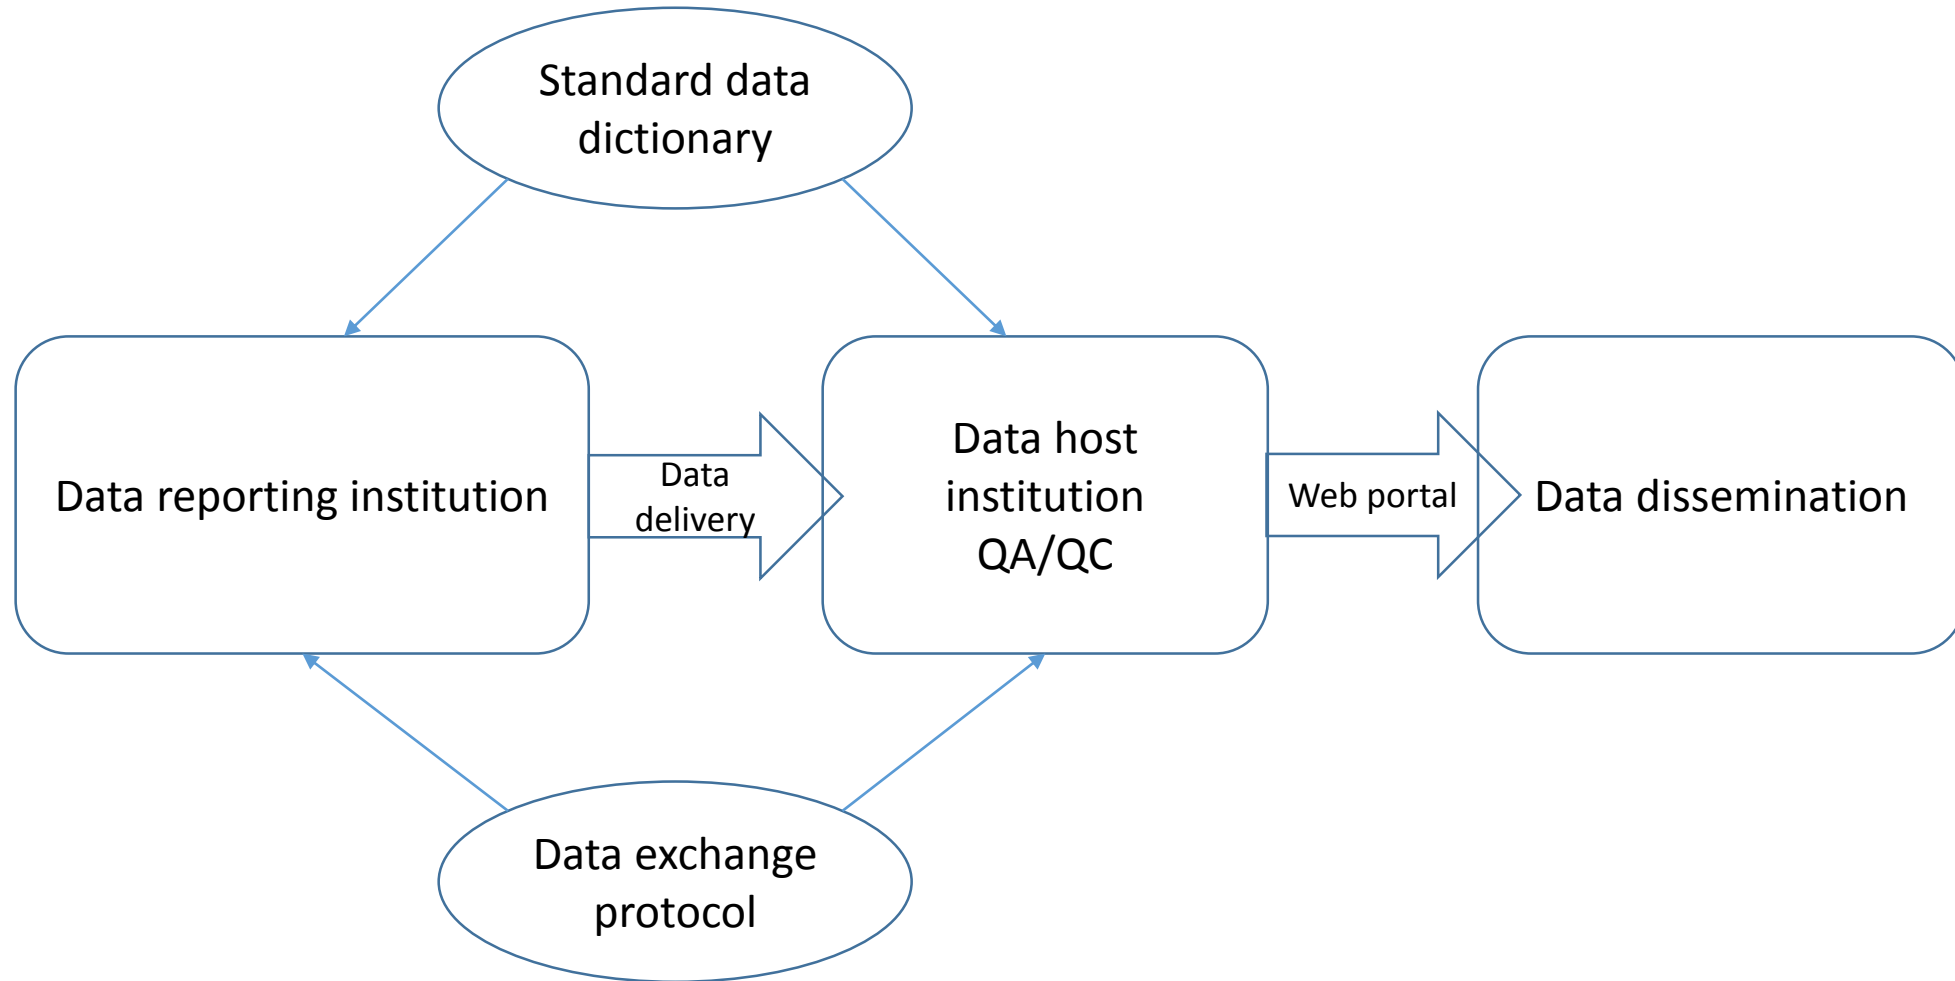 Standard data
dictionary
Data reporting institution
Data
delivery
Data host
institution
QA/QC
Web portal
Data dissemination
Data exchange
protocol